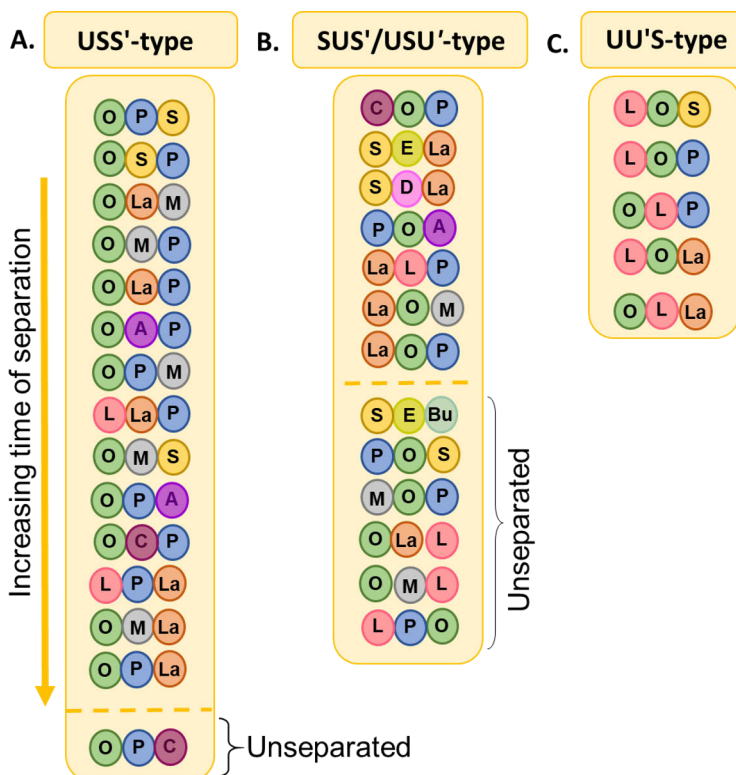 A. USS'-type
O P S
O S P
O La M
O M P
O La P
O A P
O P M
L La P
O M S
O P A
O C P
L P La
O M La
O P La
O P C
Unseparated
Increasing time of separation
B. SUS'/USU'-type
C O P
S E La
S D La
P O A
La L P
La O M
La O P
S E Bu
P O S
M O P
O La L
O M L
L P O
Unseparated
C. UU'S-type
L O S
L O P
O L P
L O La
O L La